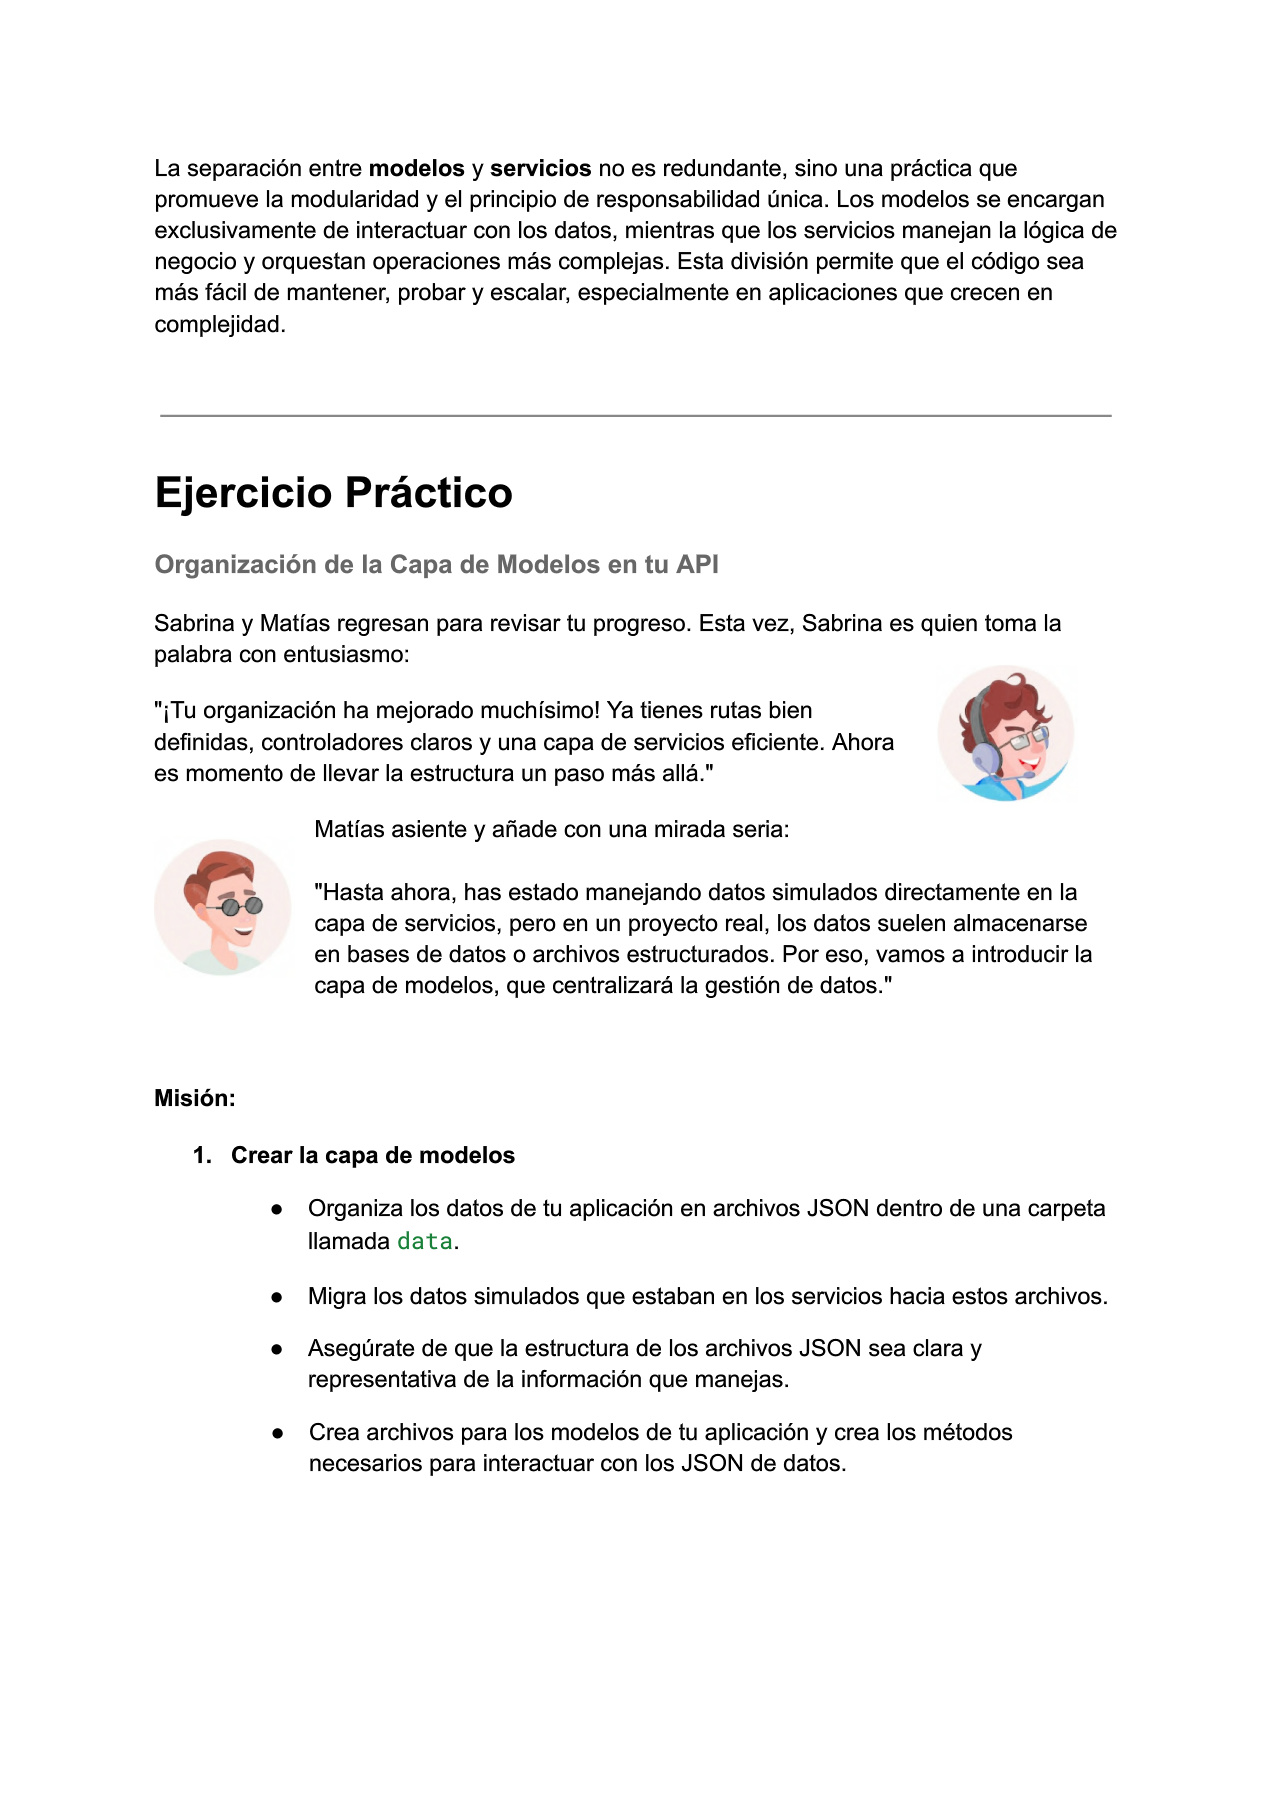 La separación entre modelos y servicios no es redundante, sino una práctica que
promueve la modularidad y el principio de responsabilidad única. Los modelos se encargan
exclusivamente de interactuar con los datos, mientras que los servicios manejan la lógica de
negocio y orquestan operaciones más complejas. Esta división permite que el código sea
más fácil de mantener, probar y escalar, especialmente en aplicaciones que crecen en
complejidad.
Ejercicio Práctico
Organización de la Capa de Modelos en tu API
Sabrina y Matías regresan para revisar tu progreso. Esta vez, Sabrina es quien toma la
palabra con entusiasmo:
"¡Tu organización ha mejorado muchísimo! Ya tienes rutas bien
definidas, controladores claros y una capa de servicios eficiente. Ahora
es momento de llevar la estructura un paso más allá."
Matías asiente y añade con una mirada seria:
"Hasta ahora, has estado manejando datos simulados directamente en la
capa de servicios, pero en un proyecto real, los datos suelen almacenarse
en bases de datos o archivos estructurados. Por eso, vamos a introducir la
capa de modelos, que centralizará la gestión de datos."
Misión:
1. Crear la capa de modelos
● Organiza los datos de tu aplicación en archivos JSON dentro de una carpeta
llamada data.
● Migra los datos simulados que estaban en los servicios hacia estos archivos.
● Asegúrate de que la estructura de los archivos JSON sea clara y
representativa de la información que manejas.
● Crea archivos para los modelos de tu aplicación y crea los métodos
necesarios para interactuar con los JSON de datos.